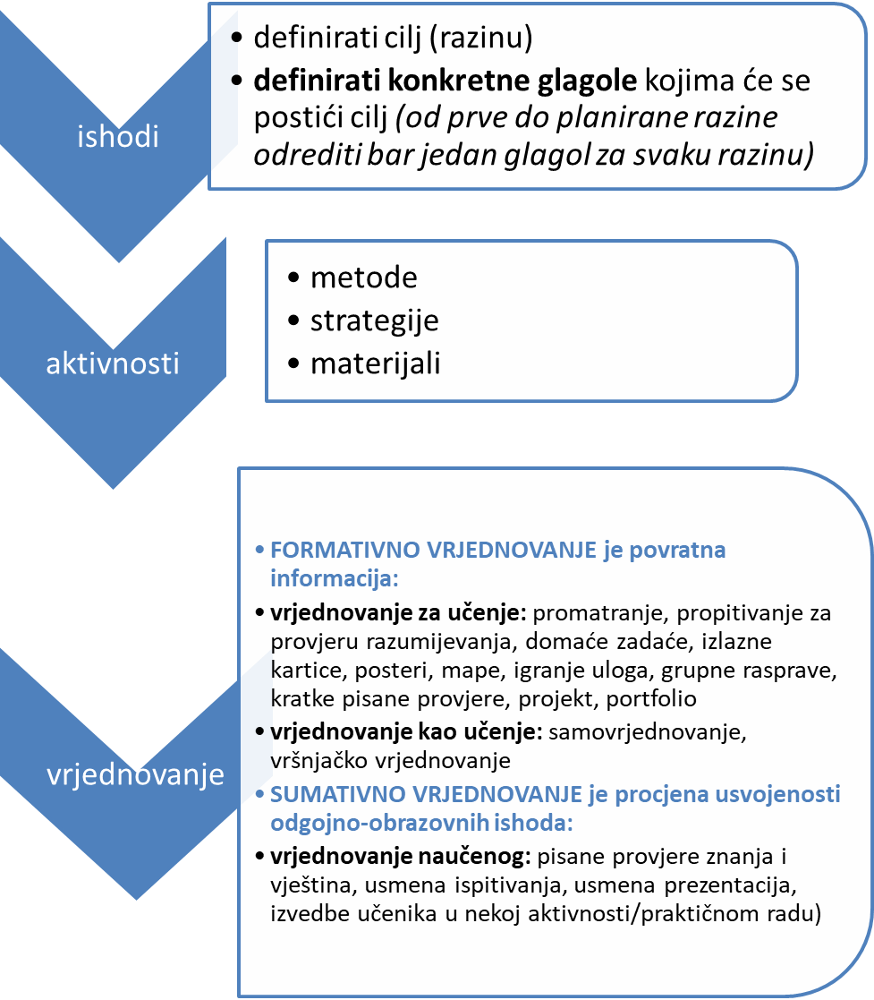 ishodi
• definirati cilj (razinu)
• definirati konkretne glagole kojima će se
postići cilj (od prve do planirane razine
odrediti bar jedan glagol za svaku razinu)
aktivnosti
• metode
• strategije
• materijali
vrjednovanje
• FORMATIVNO VRJEDNOVANJE je povratna
informacija:
• vrjednovanje za učenje: promatranje, propitivanje za
provjeru razumijevanja, domaće zadaće, izlazne
kartice, posteri, mape, igranje uloga, grupne rasprave,
kratke pisane provjere, projekt, portfolio
• vrjednovanje kao učenje: samovrjednovanje,
vršnjačko vrjednovanje
• SUMATIVNO VRJEDNOVANJE je procjena usvojenosti
odgojno-obrazovnih ishoda:
• vrjednovanje naučenog: pisane provjere znanja i
vještina, usmena ispitivanja, usmena prezentacija,
izvedbe učenika u nekoj aktivnosti/praktičnom radu)